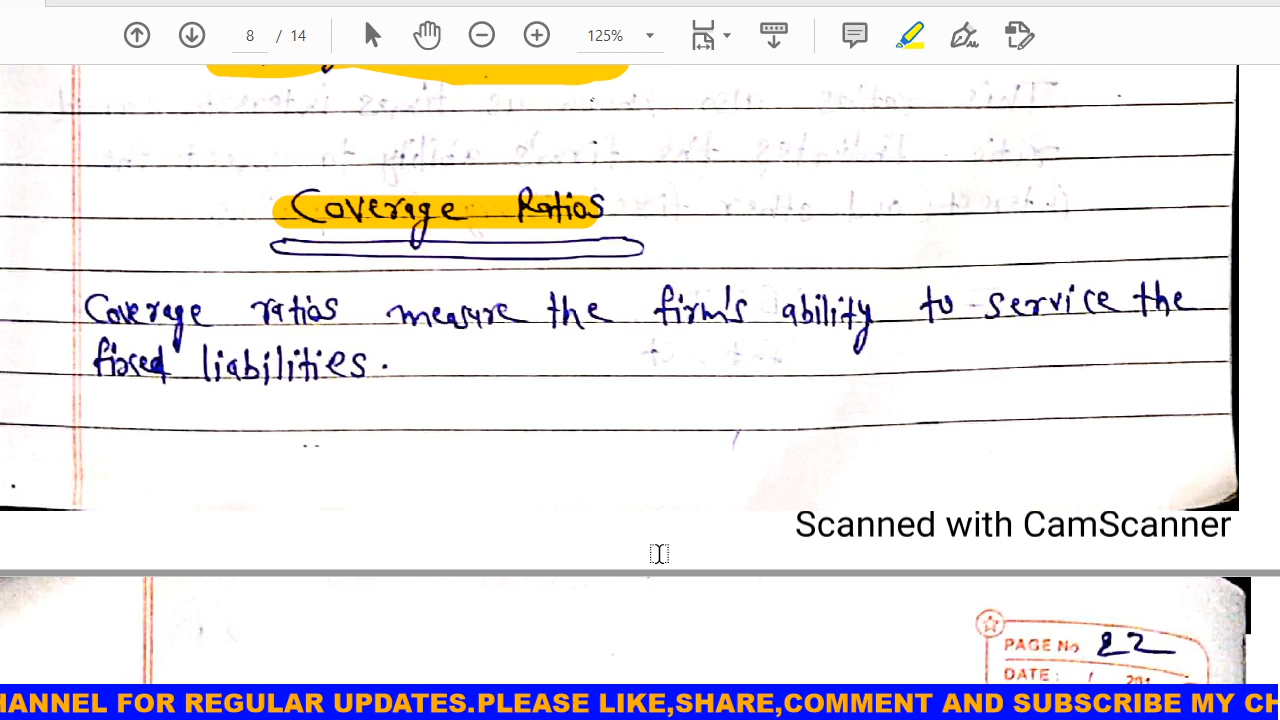 8 / 14
125%
Coverage Ratios
Coverage ratios measure the firm's ability to service the
fixed liabilities.
Scanned with CamScanner
PAGE No 22
DATE:
HANNEL FOR REGULAR UPDATES.PLEASE LIKE,SHARE,COMMENT AND SUBSCRIBE MY CH